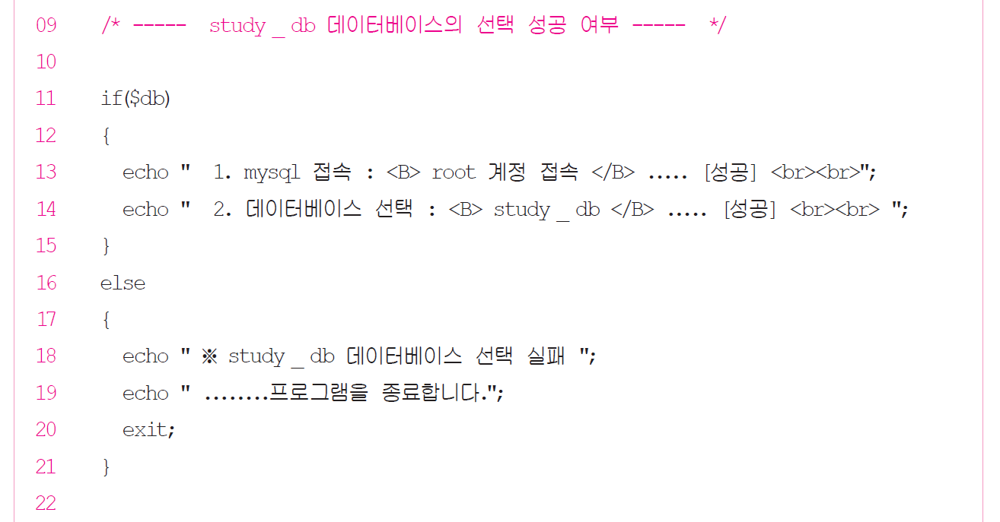 09 /* ----- study_db 데이터베이스의 선택 성공 여부 ----- */
10
11 if($db)
12 {
13 echo " 1. mysql 접속 : <B> root 계정 접속 </B> ..... [성공] <br><br>";
14 echo " 2. 데이터베이스 선택 : <B> study_db </B> ..... [성공] <br><br> ";
15 }
16 else
17 {
18 echo " ※ study_db 데이터베이스 선택 실패 ";
19 echo " ........프로그램을 종료합니다.";
20 exit;
21 }
22